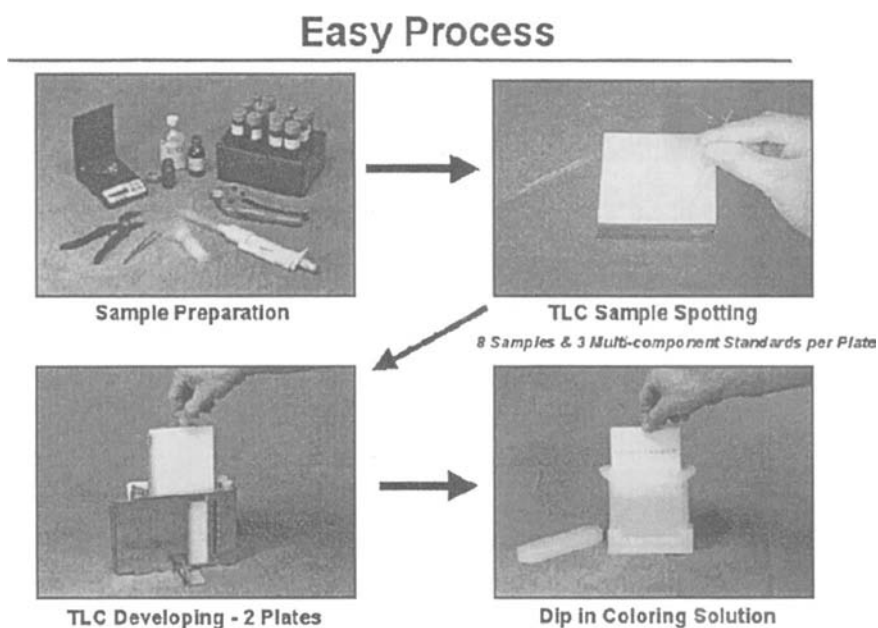 Easy Process
Sample Preparation
TLC Sample Spotting
8 Samples & 3 Multi-component Standards per Plate
TLC Developing - 2 Plates
Dip in Coloring Solution